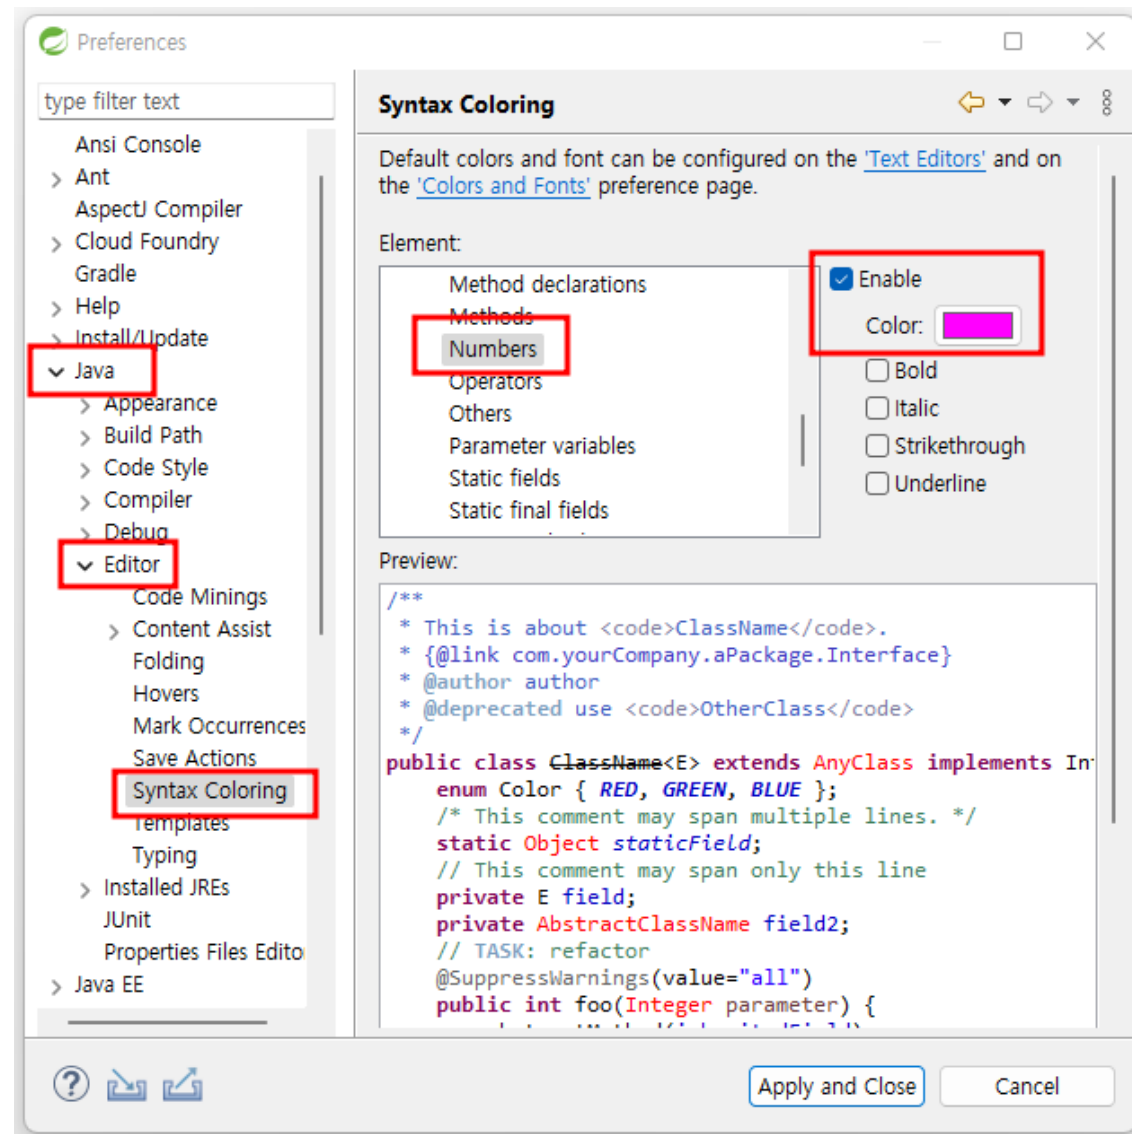 Preferences
type filter text
Ansi Console
Ant
AspectJ Compiler
Cloud Foundry
Gradle
Help
Install/Update
Java
Appearance
Build Path
Code Style
Compiler
Debug
Editor
Code Minings
Content Assist
Folding
Hovers
Mark Occurrences
Save Actions
Syntax Coloring
Templates
Typing
Installed JREs
JUnit
Properties Files Edito
Java EE
Syntax Coloring
Default colors and font can be configured on the 'Text Editors' and on
the 'Colors and Fonts' preference page.
Element:
Method declarations
Methods
Numbers
Operators
Others
Parameter variables
Static fields
Static final fields
Enable
Color:
Bold
Italic
Strikethrough
Underline
Preview:
/**
* This is about <code>ClassName</code>.
* {@link com.yourCompany.aPackage.Interface}
* @author author
* @deprecated use <code>OtherClass</code>
*/
public class ClassName<E> extends AnyClass implements In
enum Color { RED, GREEN, BLUE };
/* This comment may span multiple lines. */
static Object staticField;
// This comment may span only this line
private E field;
private AbstractClassName field2;
// TASK: refactor
@SuppressWarnings(value="all")
public int foo(Integer parameter) {
Apply and Close
Cancel